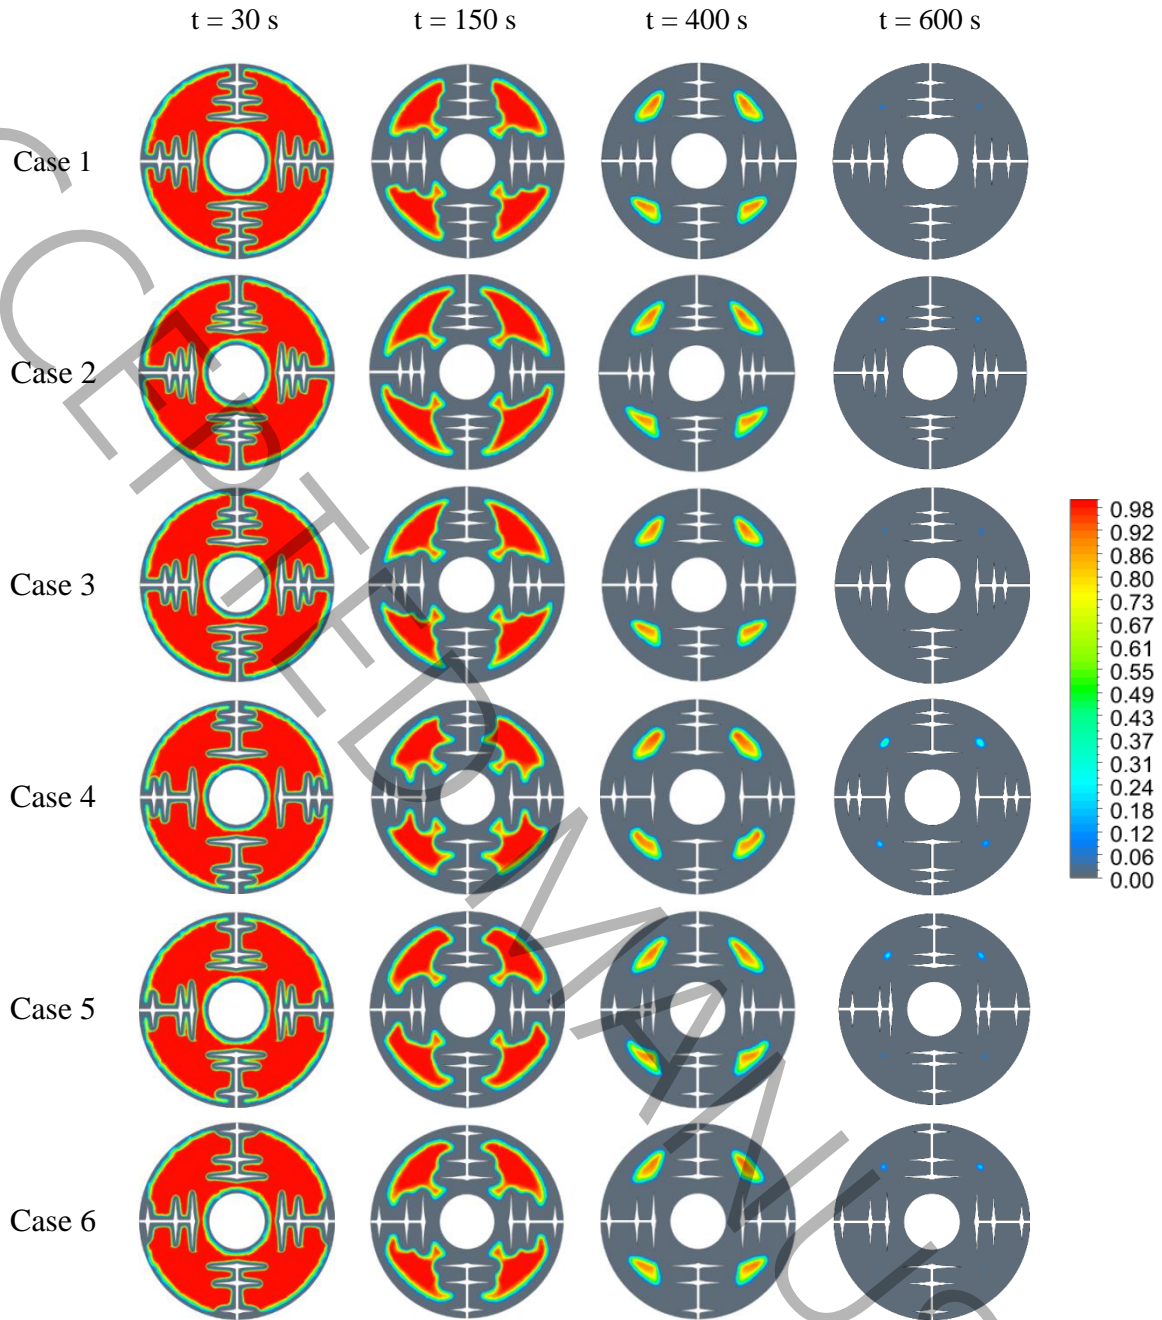 t = 30 s t = 150 s t = 400 s t = 600 s
Case 1
Case 2
Case 3
Case 4
Case 5
Case 6
0.98
0.92
0.86
0.80
0.73
0.67
0.61
0.55
0.49
0.43
0.37
0.31
0.24
0.18
0.12
0.06
0.00
CEPTED MANUS